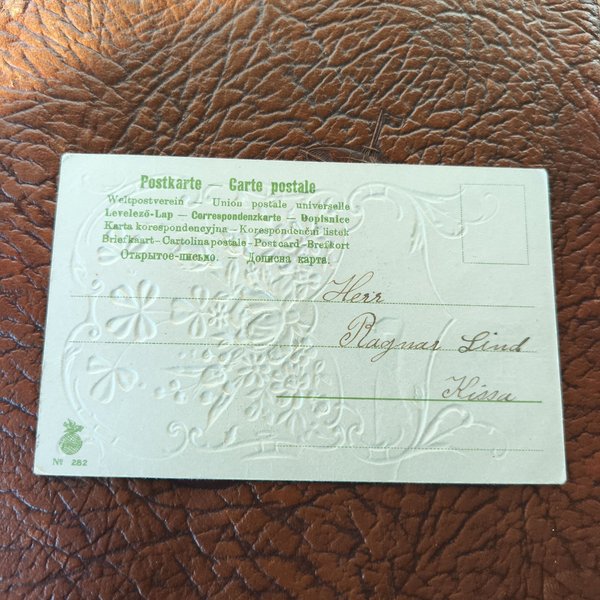 Postkarte — Carte postale
Weltpostverein — Union postale universelle
Levelező-Lap — Correspondenzkarte — Dopisnice
Karta korespondencyjna - Korespondenční listek
Briefkaart - Cartolina postale - Post card - Brefkort
Открытое-письмо. Дописна карта.
Herr
Ragnar Lind
Kissa
№ 282